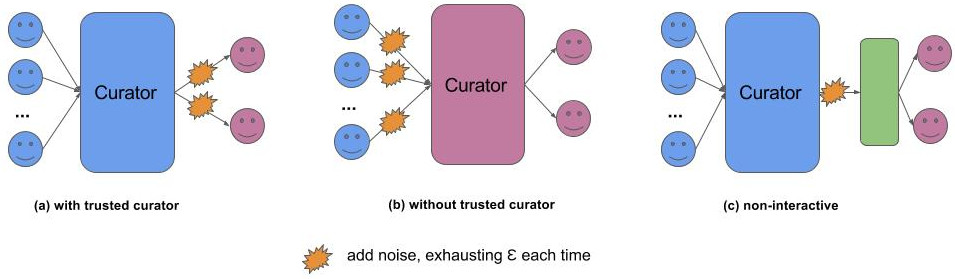 Curator
Curator
Curator
...
...
...
(a) with trusted curator
(b) without trusted curator
(c) non-interactive
add noise, exhausting Ɛ each time